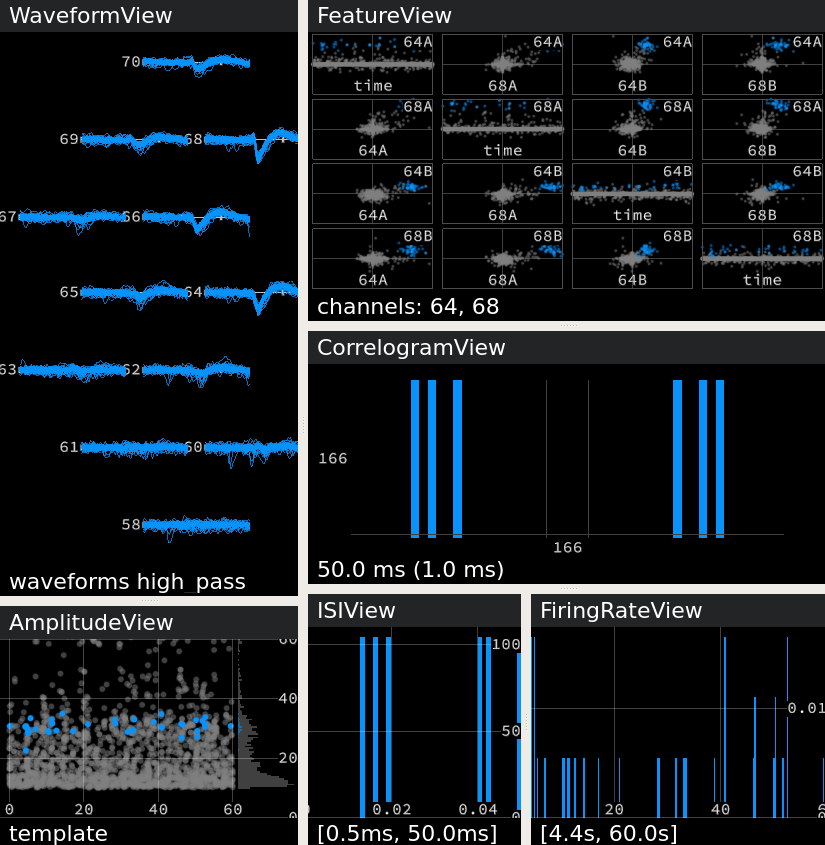 WaveformView
70
69
68
67
66
65
64
63
62
61
60
58
waveforms high_pass
FeatureView
64A
64A
64A
64A
time
68A
64B
68B
68A
68A
68A
68A
64A
time
64B
68B
64B
64B
64B
64B
64A
68A
time
68B
68B
68B
68B
68B
64A
68A
64B
time
channels: 64, 68
CorrelogramView
166
166
50.0 ms (1.0 ms)
AmplitudeView
60
40
20
0
0 20 40 60
template
ISIView
100
50
0.02 0.04
[0.5ms, 50.0ms]
FiringRateView
0.01
20 40
[4.4s, 60.0s]